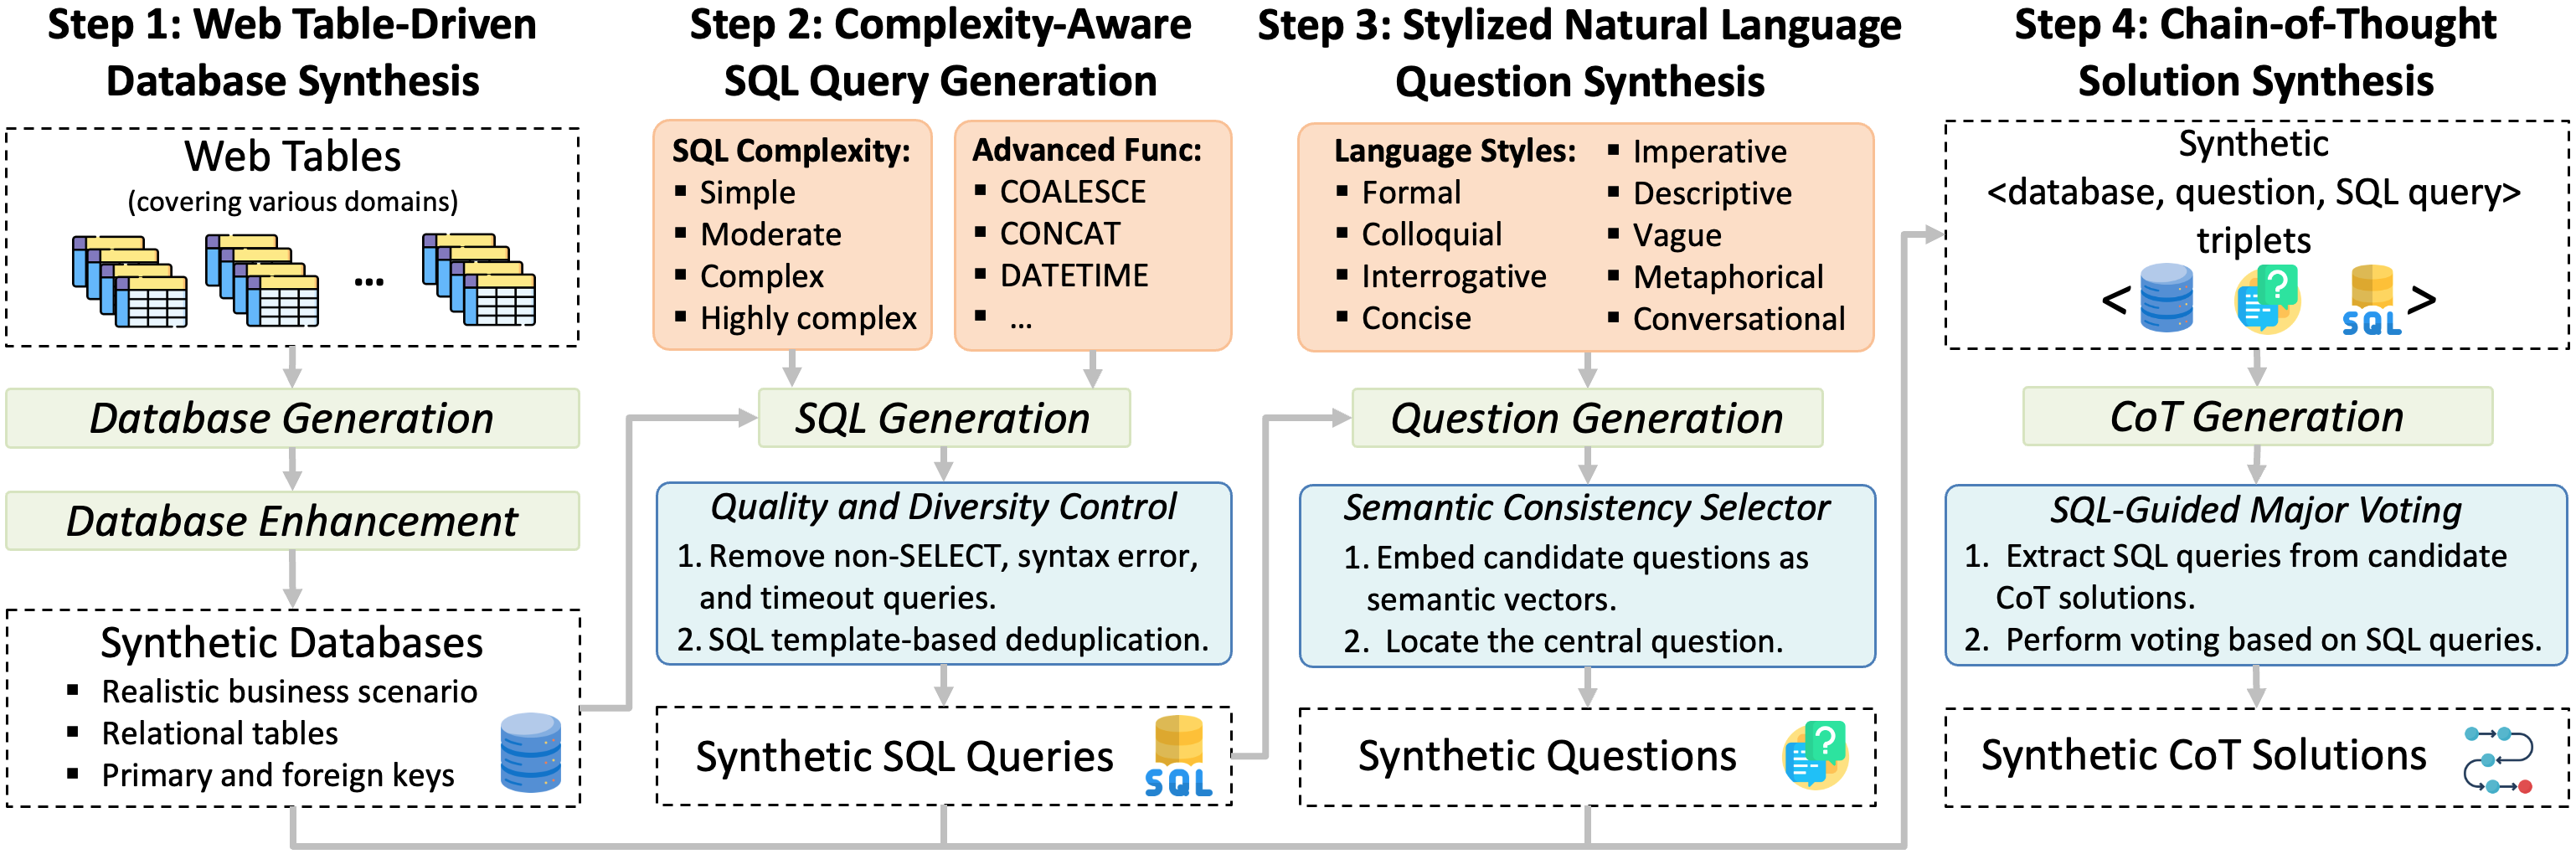 Step 1: Web Table-Driven
Database Synthesis
Web Tables
(covering various domains)
...
Database Generation
Database Enhancement
Synthetic Databases
▪ Realistic business scenario
▪ Relational tables
▪ Primary and foreign keys
Step 2: Complexity-Aware
SQL Query Generation
SQL Complexity:
▪ Simple
▪ Moderate
▪ Complex
▪ Highly complex
Advanced Func:
▪ COALESCE
▪ CONCAT
▪ DATETIME
▪ ...
SQL Generation
Quality and Diversity Control
1. Remove non-SELECT, syntax error,
and timeout queries.
2. SQL template-based deduplication.
Synthetic SQL Queries
SQL
Step 3: Stylized Natural Language
Question Synthesis
Language Styles:
▪ Formal
▪ Colloquial
▪ Interrogative
▪ Concise
▪ Imperative
▪ Descriptive
▪ Vague
▪ Metaphorical
▪ Conversational
Question Generation
Semantic Consistency Selector
1. Embed candidate questions as
semantic vectors.
2. Locate the central question.
Synthetic Questions
?
Step 4: Chain-of-Thought
Solution Synthesis
Synthetic
<database, question, SQL query>
triplets
< ? SQL >
CoT Generation
SQL-Guided Major Voting
1. Extract SQL queries from candidate
CoT solutions.
2. Perform voting based on SQL queries.
Synthetic CoT Solutions